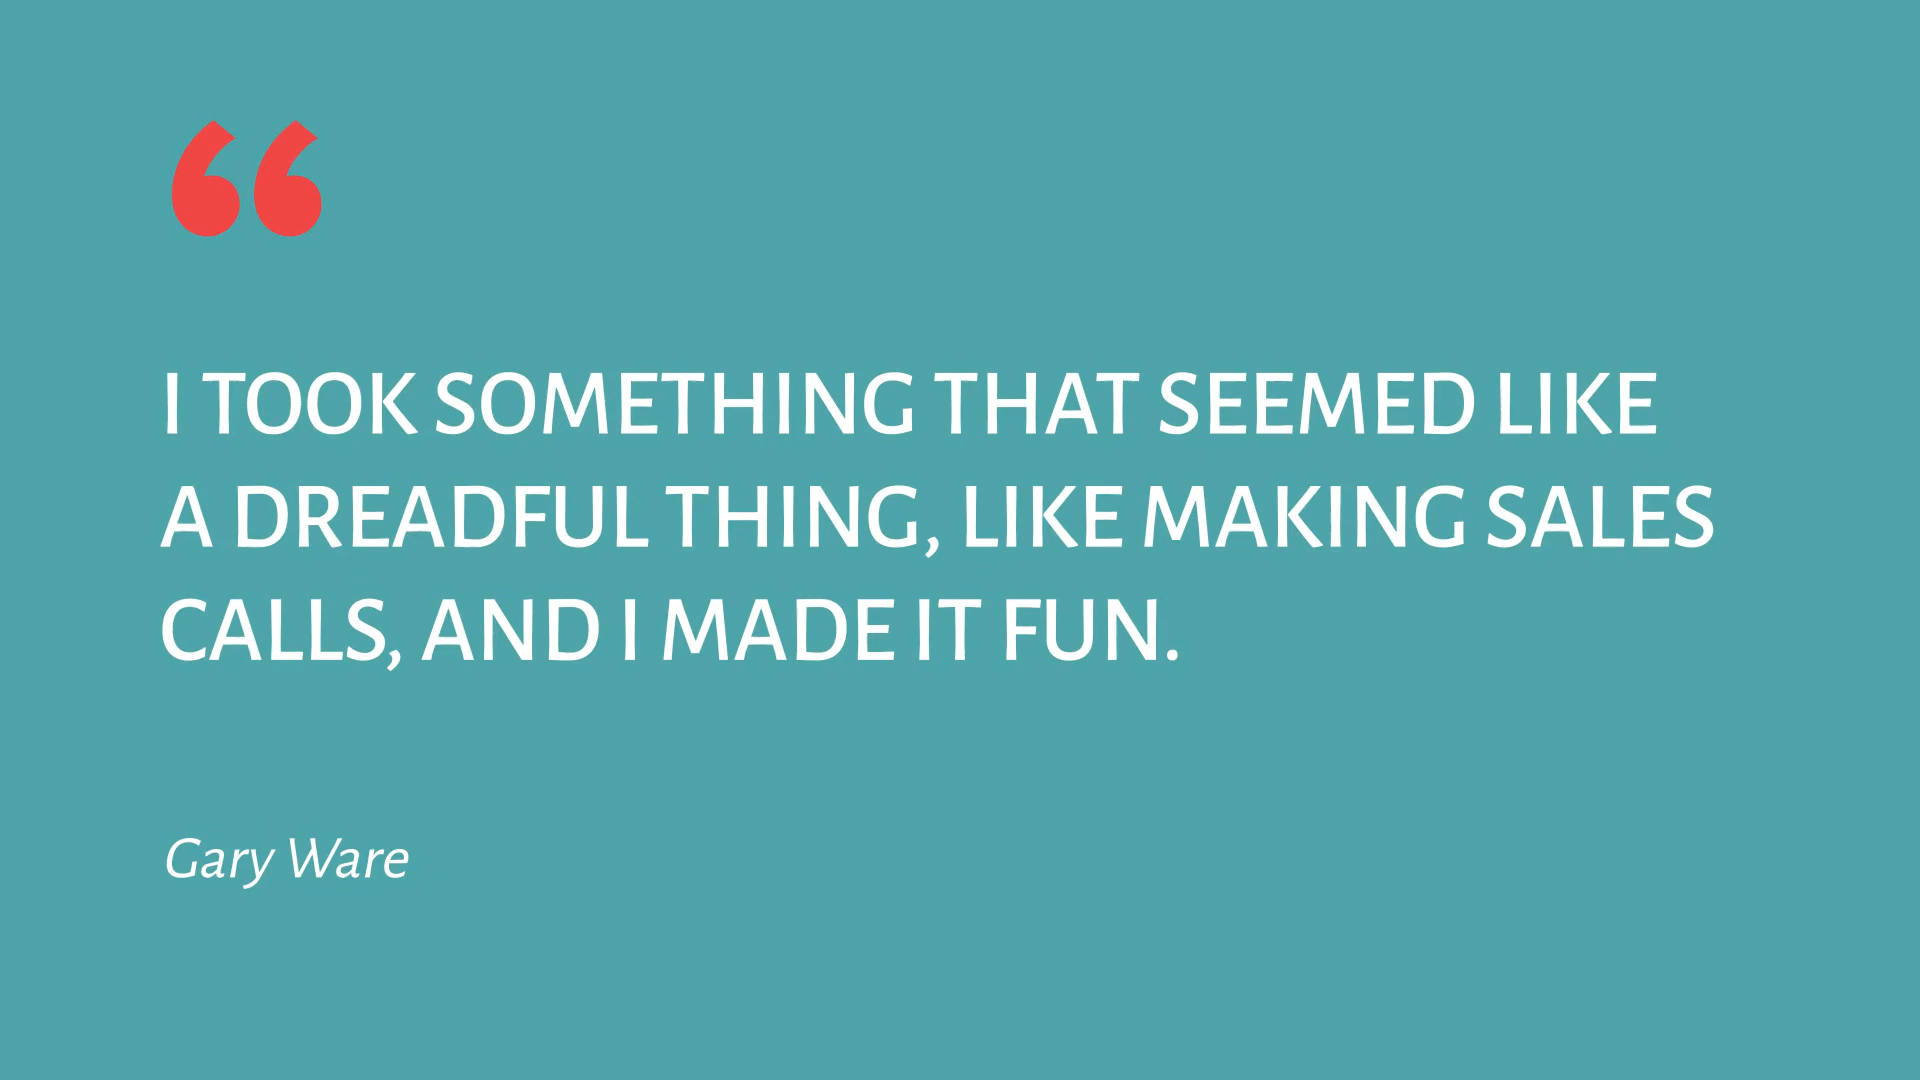 “
I TOOK SOMETHING THAT SEEMED LIKE
A DREADFUL THING, LIKE MAKING SALES
CALLS, AND I MADE IT FUN.
Gary Ware